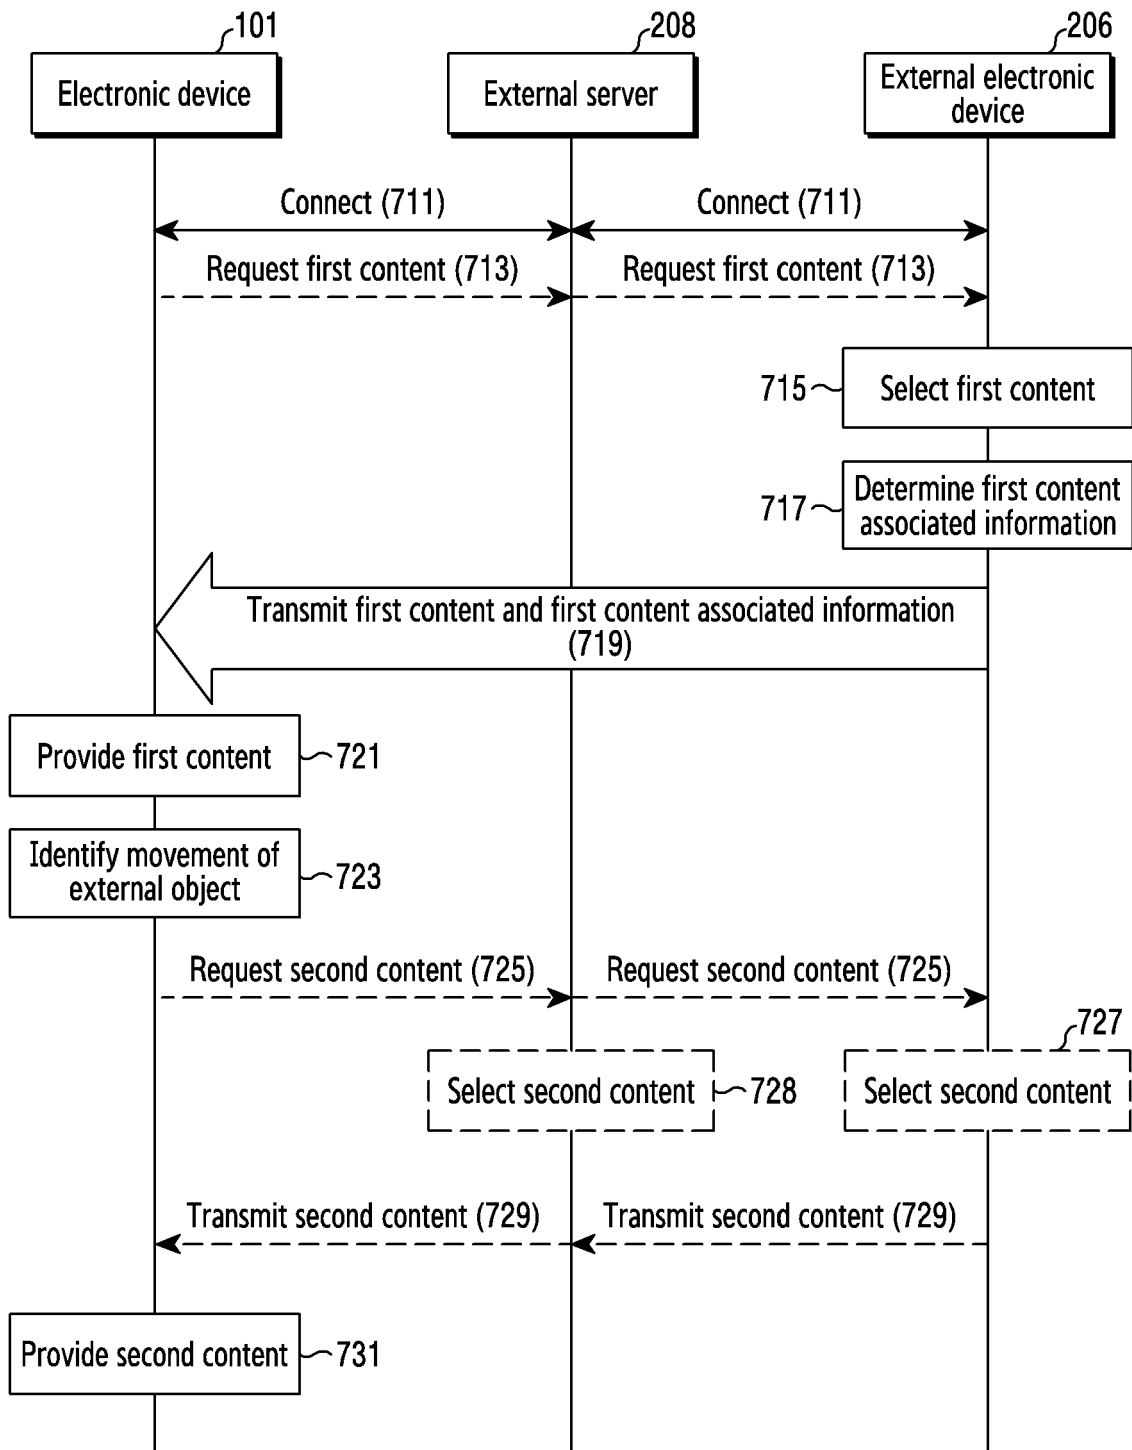 101
208
206
Electronic device
External server
External electronic
device
Connect (711)
Connect (711)
Request first content (713)
Request first content (713)
715
Select first content
717
Determine first content
associated information
Transmit first content and first content associated information
(719)
Provide first content
721
Identify movement of
external object
723
Request second content (725)
Request second content (725)
727
Select second content
728
Select second content
Transmit second content (729)
Transmit second content (729)
Provide second content
731